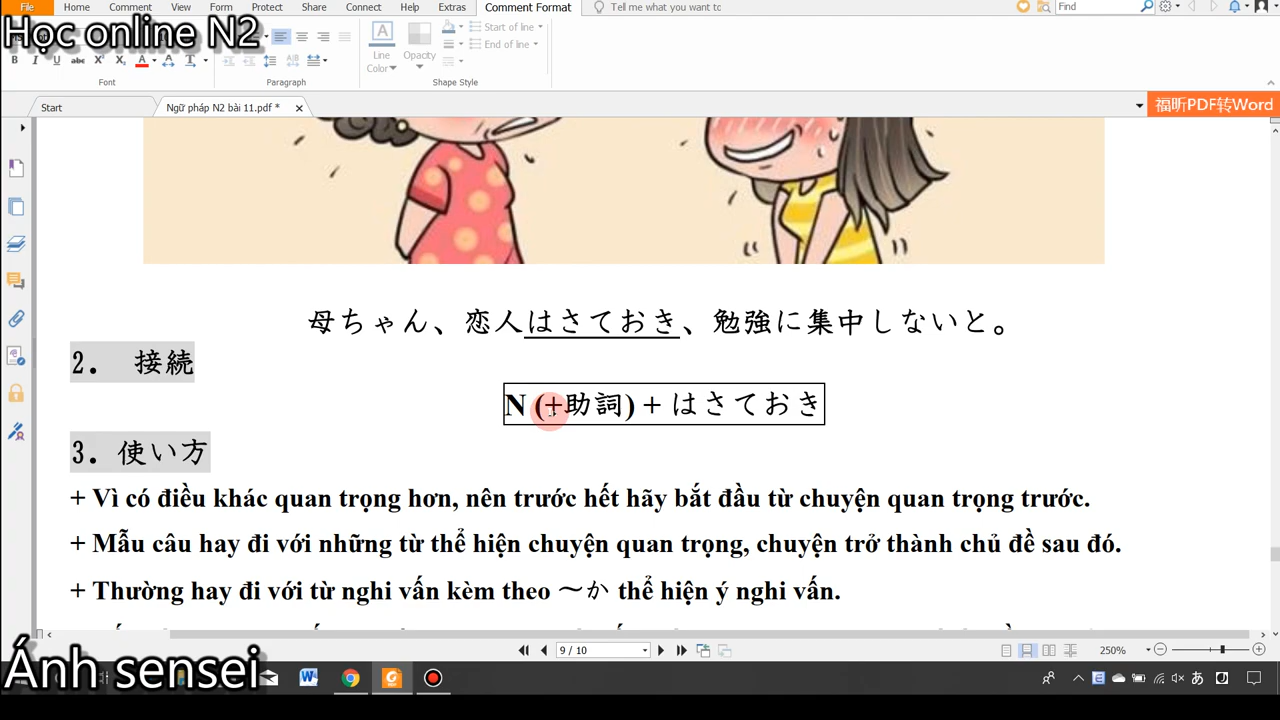 File Home Comment View Form Protect Share Connect Help Extras Comment Format Tell me what you want to Find
Học online N2
Start of line
End of line
Line Color
Opacity
Font Paragraph Shape Style
Start Ngữ pháp N2 bài 11.pdf * 福昕PDF转Word
母ちゃん、恋人はさておき、勉強に集中しないと。
2. 接続
N (+助詞) + はさておき
3. 使い方
+ Vì có điều khác quan trọng hơn, nên trước hết hãy bắt đầu từ chuyện quan trọng trước.
+ Mẫu câu hay đi với những từ thể hiện chuyện quan trọng, chuyện trở thành chủ đề sau đó.
+ Thường hay đi với từ nghi vấn kèm theo ～か thể hiện ý nghi vấn.
9 / 10 250%
Ánh sensei